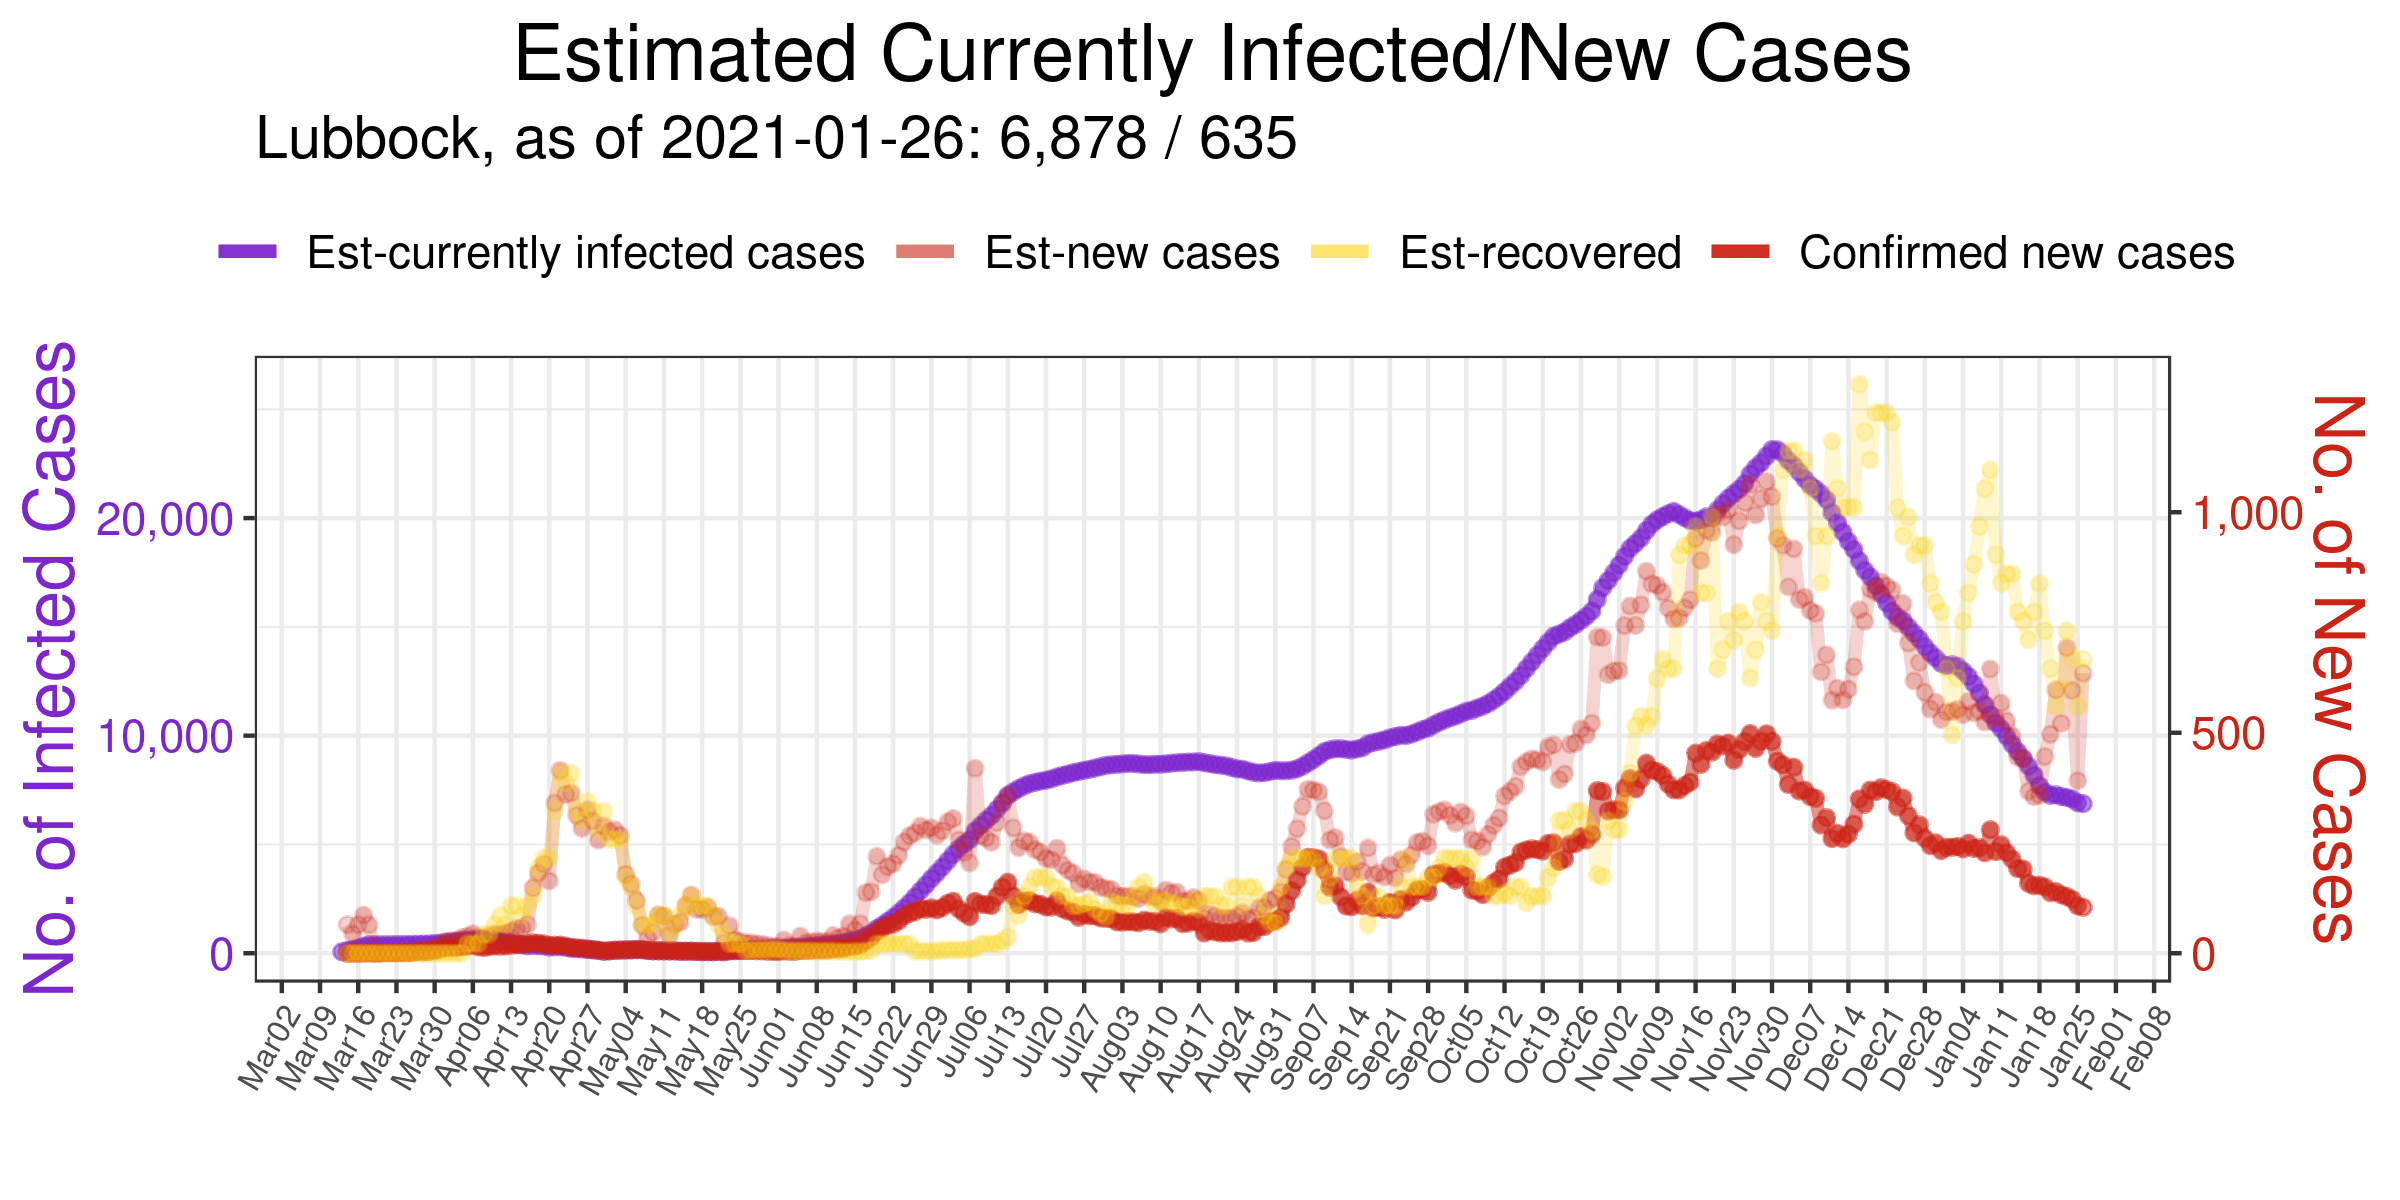 Estimated Currently Infected/New Cases
Lubbock, as of 2021-01-26: 6,878 / 635
Est-currently infected cases Est-new cases Est-recovered Confirmed new cases
No. of Infected Cases
20,000
10,000
0
1,000
500
0
No. of New Cases
Mar02 Mar09 Mar16 Mar23 Mar30 Apr06 Apr13 Apr20 Apr27 May04 May11 May18 May25 Jun01 Jun08 Jun15 Jun22 Jun29 Jul06 Jul13 Jul20 Jul27 Aug03 Aug10 Aug17 Aug24 Aug31 Sep07 Sep14 Sep21 Sep28 Oct05 Oct12 Oct19 Oct26 Nov02 Nov09 Nov16 Nov23 Nov30 Dec07 Dec14 Dec21 Dec28 Jan04 Jan11 Jan18 Jan25 Feb01 Feb08